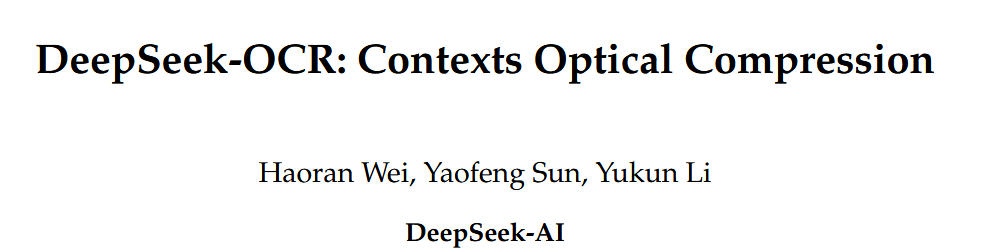 DeepSeek-OCR: Contexts Optical Compression
Haoran Wei, Yaofeng Sun, Yukun Li
DeepSeek-AI